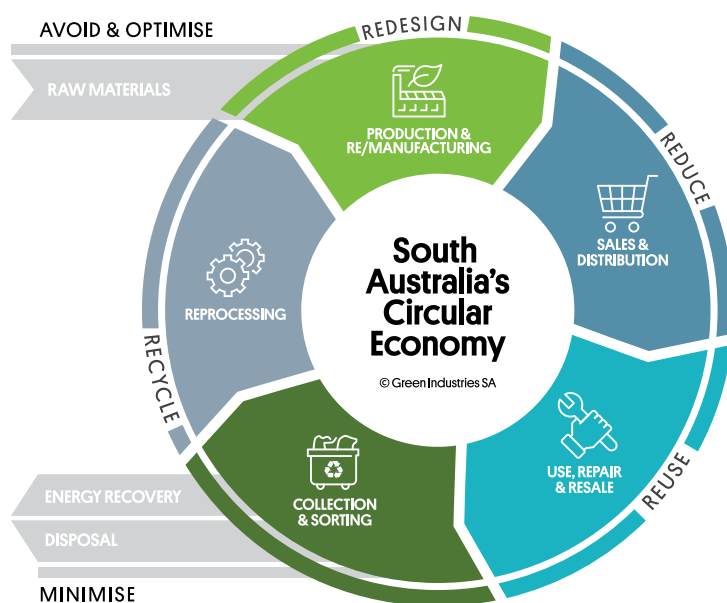 AVOID & OPTIMISE
RAW MATERIALS
REDESIGN
PRODUCTION &
RE/MANUFACTURING
REDUCE
SALES &
DISTRIBUTION
South
Australia's
Circular
Economy
© Green Industries SA
REPROCESSING
RECYCLE
USE, REPAIR
& RESALE
REUSE
COLLECTION
& SORTING
ENERGY RECOVERY
DISPOSAL
MINIMISE